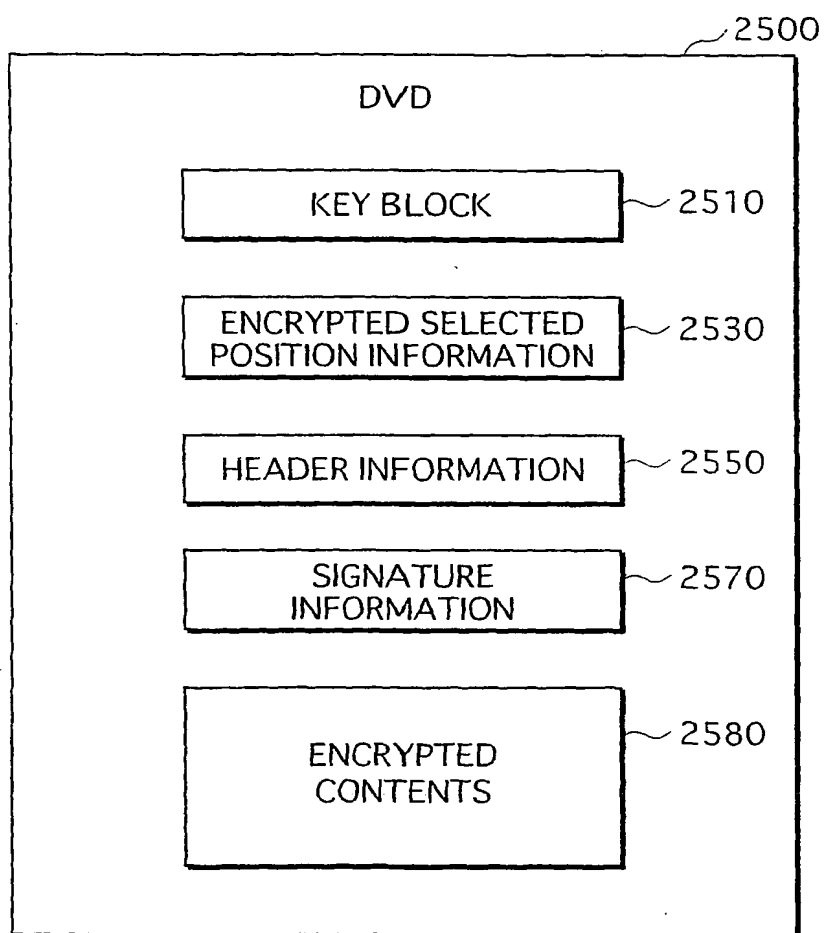 2500
DVD
KEY BLOCK
2510
ENCRYPTED SELECTED
POSITION INFORMATION
2530
HEADER INFORMATION
2550
SIGNATURE
INFORMATION
2570
ENCRYPTED
CONTENTS
2580